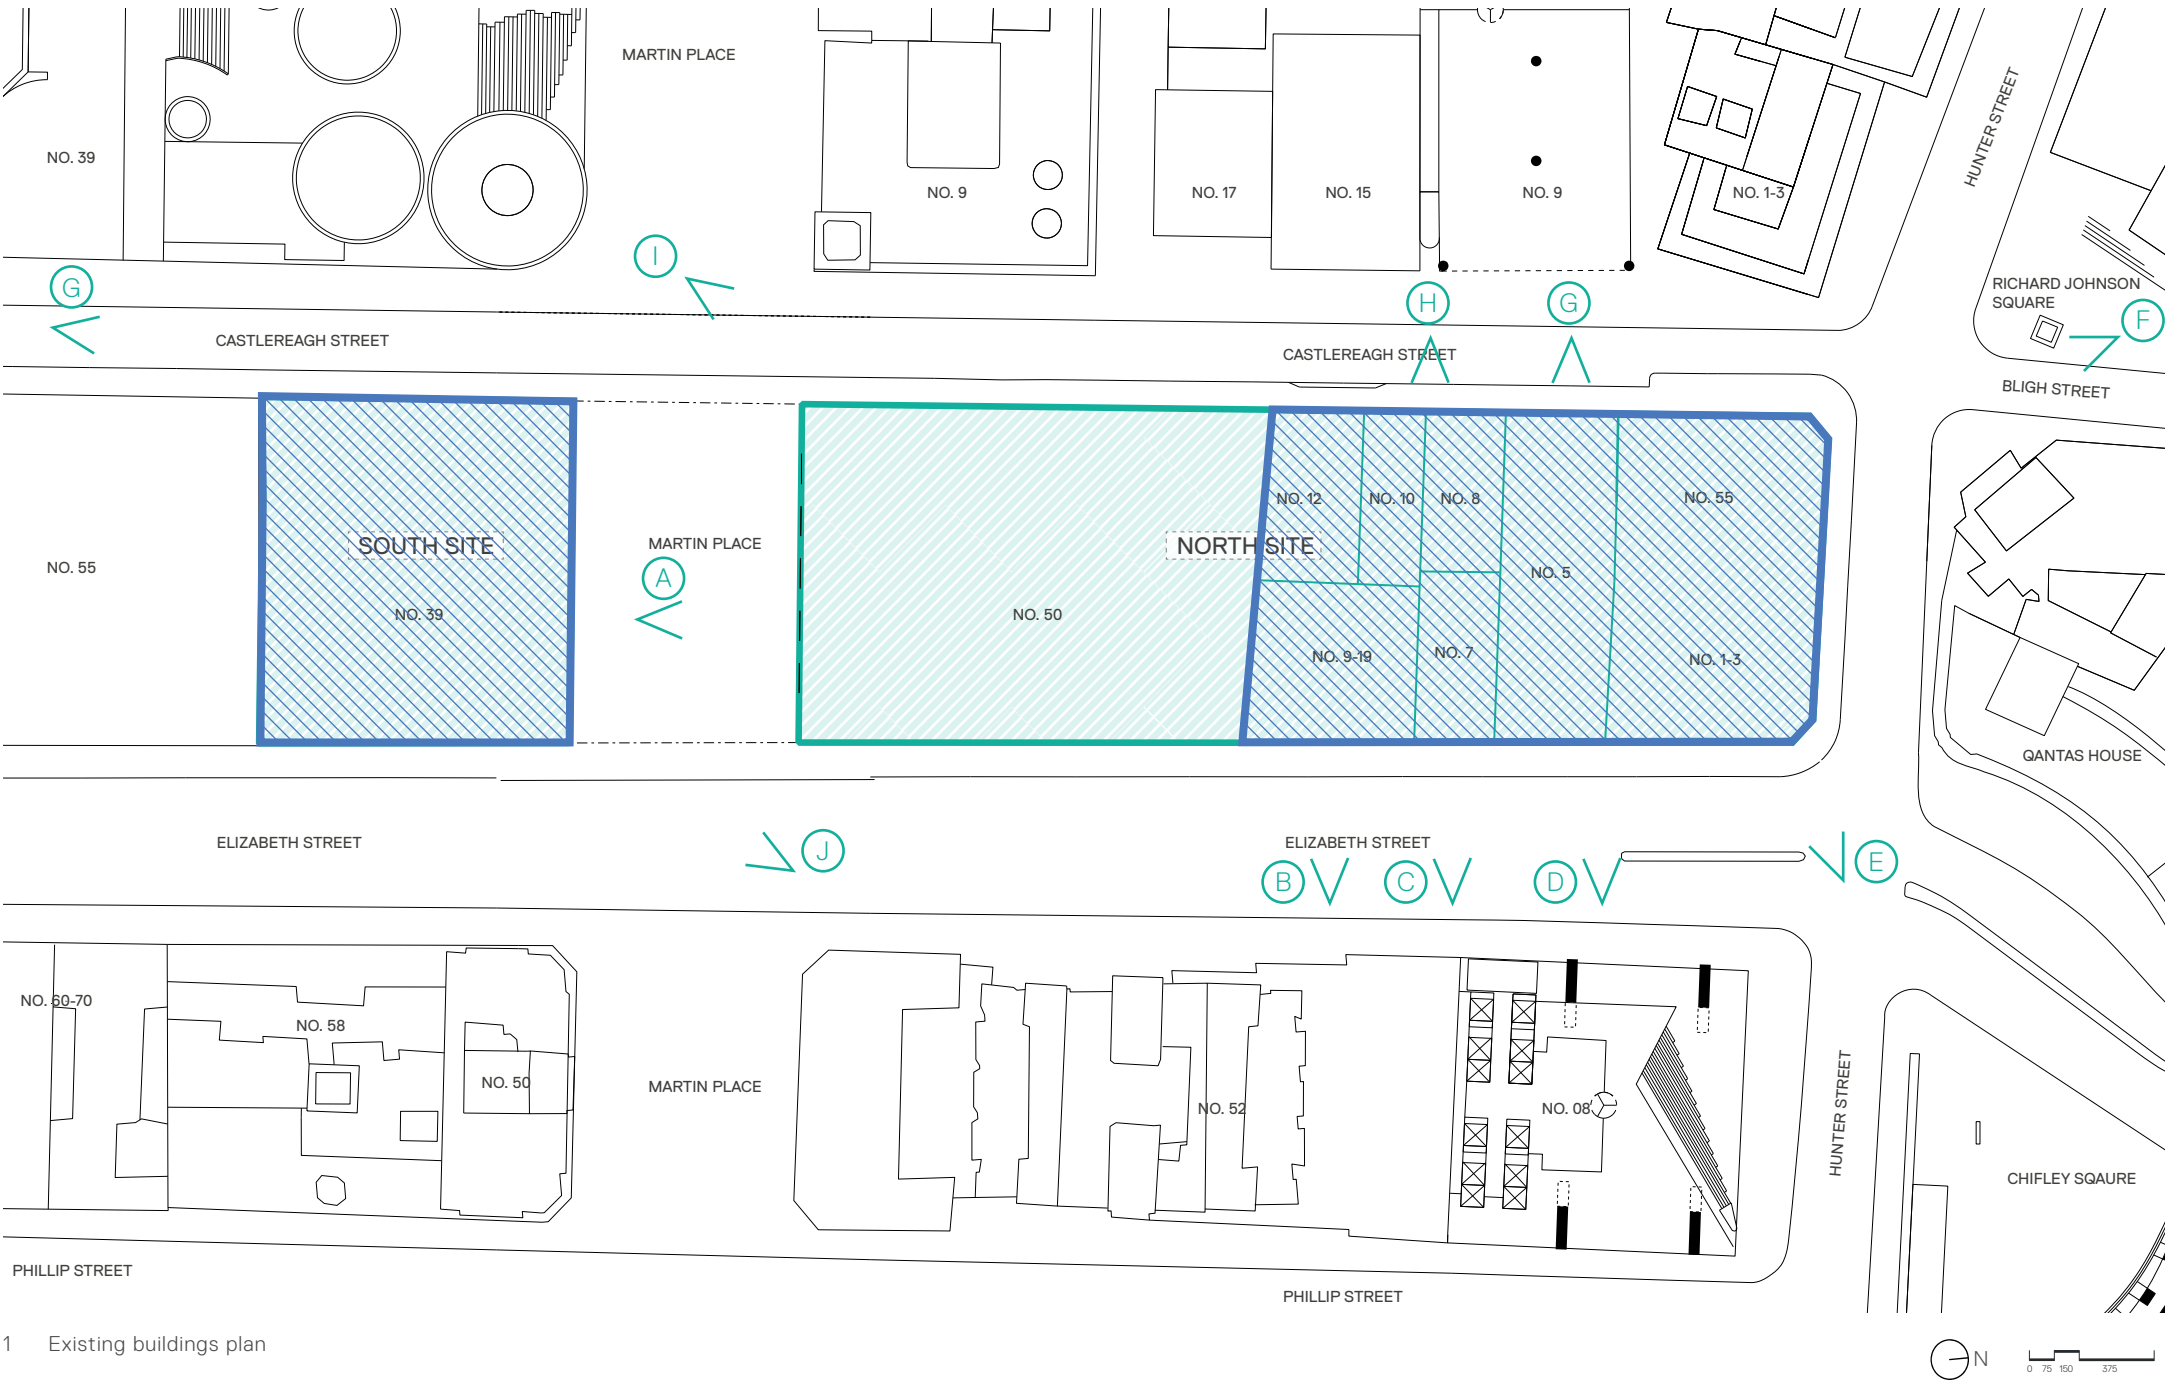 MARTIN PLACE
HUNTER STREET
NO. 39
NO. 9
NO. 17
NO. 15
NO. 9
NO. 1-3
I
G
H
G
RICHARD JOHNSON
SQUARE
F
CASTLEREAGH STREET
CASTLEREAGH STREET
BLIGH STREET
NO. 12
NO. 10
NO. 8
NO. 55
SOUTH SITE
MARTIN PLACE
NORTH SITE
NO. 55
A
NO. 5
NO. 39
NO. 50
NO. 9-19
NO. 7
NO. 1-3
QANTAS HOUSE
ELIZABETH STREET
J
ELIZABETH STREET
B
C
D
E
NO. 60-70
NO. 58
NO. 50
MARTIN PLACE
NO. 52
NO. 08
HUNTER STREET
CHIFLEY SQAURE
PHILLIP STREET
PHILLIP STREET
1 Existing buildings plan
N
0 75 150 375